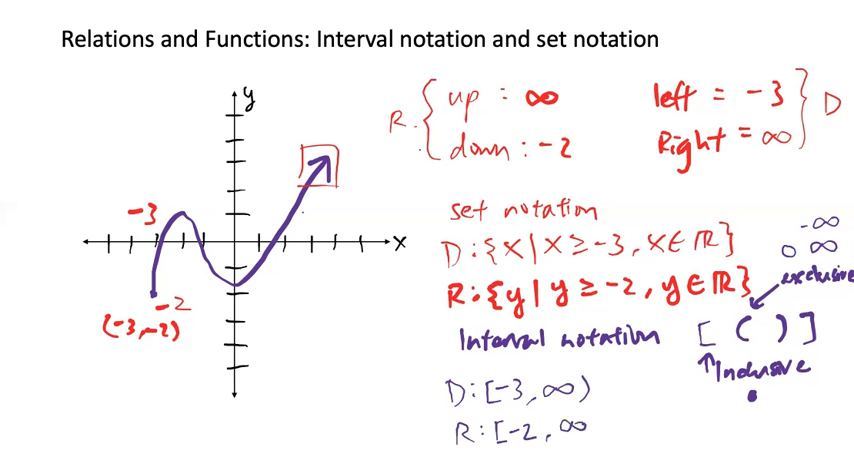 Relations and Functions: Interval notation and set notation
y
x
-3
-2
(-3,-2)
R: { up : ∞
down : -2
left = -3 } D
Right = ∞
set notation
D: {x | x ≥ -3, x ∈ ℝ}
R: {y | y ≥ -2, y ∈ ℝ}
-∞
o ∞
exclusive
Interval notation [ ( ) ]
↑ Inclusive
D: [-3, ∞)
R: [-2, ∞